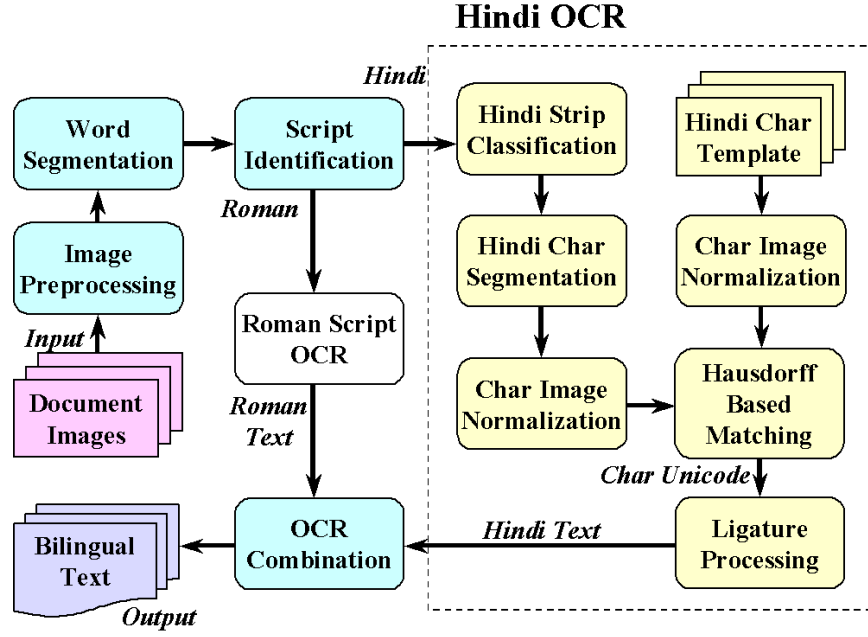 Hindi OCR
Hindi
Word
Segmentation
Script
Identification
Hindi Strip
Classification
Hindi Char
Template
Roman
Image
Preprocessing
Hindi Char
Segmentation
Char Image
Normalization
Input
Roman Script
OCR
Document
Images
Roman
Text
Char Image
Normalization
Hausdorff
Based
Matching
Char Unicode
Bilingual
Text
OCR
Combination
Hindi Text
Ligature
Processing
Output